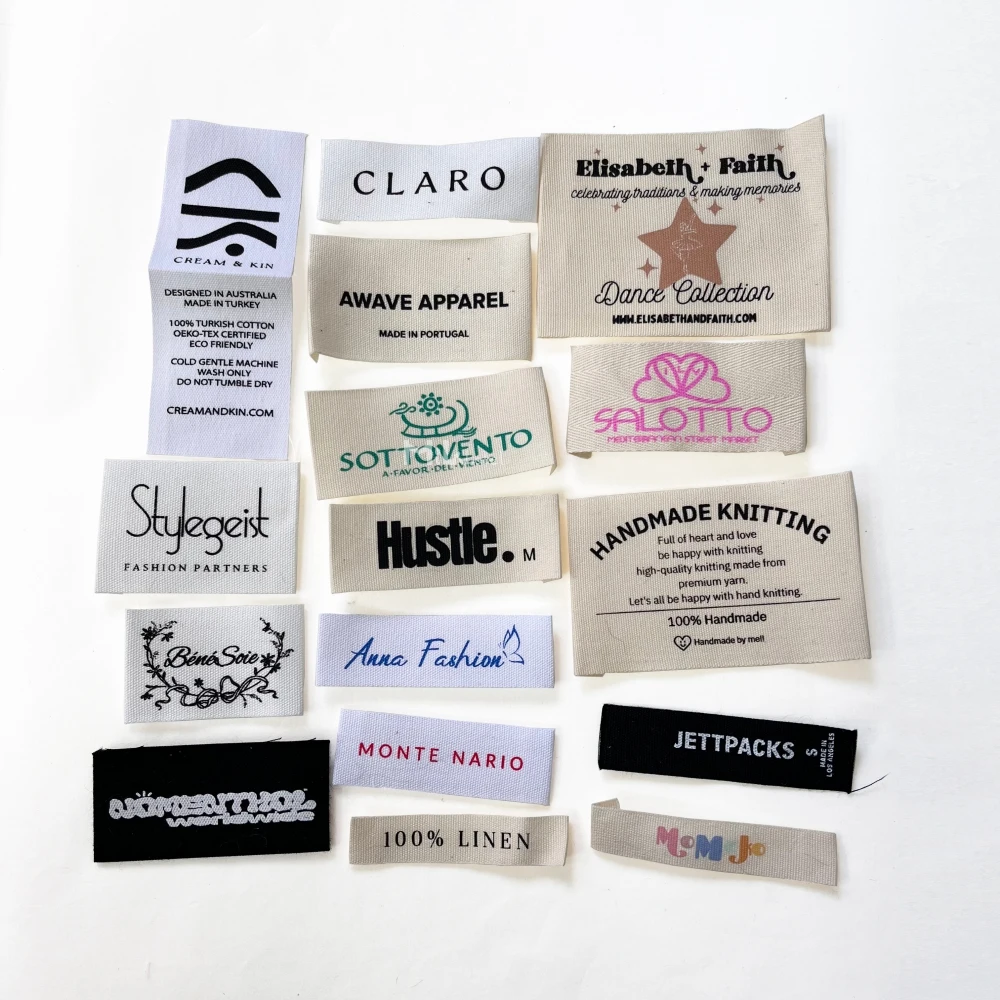 CREAM & KIN
DESIGNED IN AUSTRALIA
MADE IN TURKEY
100% TURKISH COTTON
OEKO-TEX CERTIFIED
ECO FRIENDLY
COLD GENTLE MACHINE
WASH ONLY
DO NOT TUMBLE DRY
CREAMANDKIN.COM
CLARO
Elisabeth + Faith
celebrating traditions & making memories
Dance Collection
WWW.ELISABETHANDFAITH.COM
AWAVE APPAREL
MADE IN PORTUGAL
SOTTOVENTO
A·FAVOR·DEL·VIENTO
SALOTTO
MEDITERRANEAN STREET MARKET
Stylegeist
FASHION PARTNERS
Hustle. M
HANDMADE KNITTING
Full of heart and love
be happy with knitting
high-quality knitting made from
premium yarn.
Let's all be happy with hand knitting.
100% Handmade
Handmade by me!!
Béné Soie
Anna Fashion
MONTE NARIO
JETTPACKS S
MADE IN
LOS ANGELES
worldwide
100% LINEN
MoMoJo